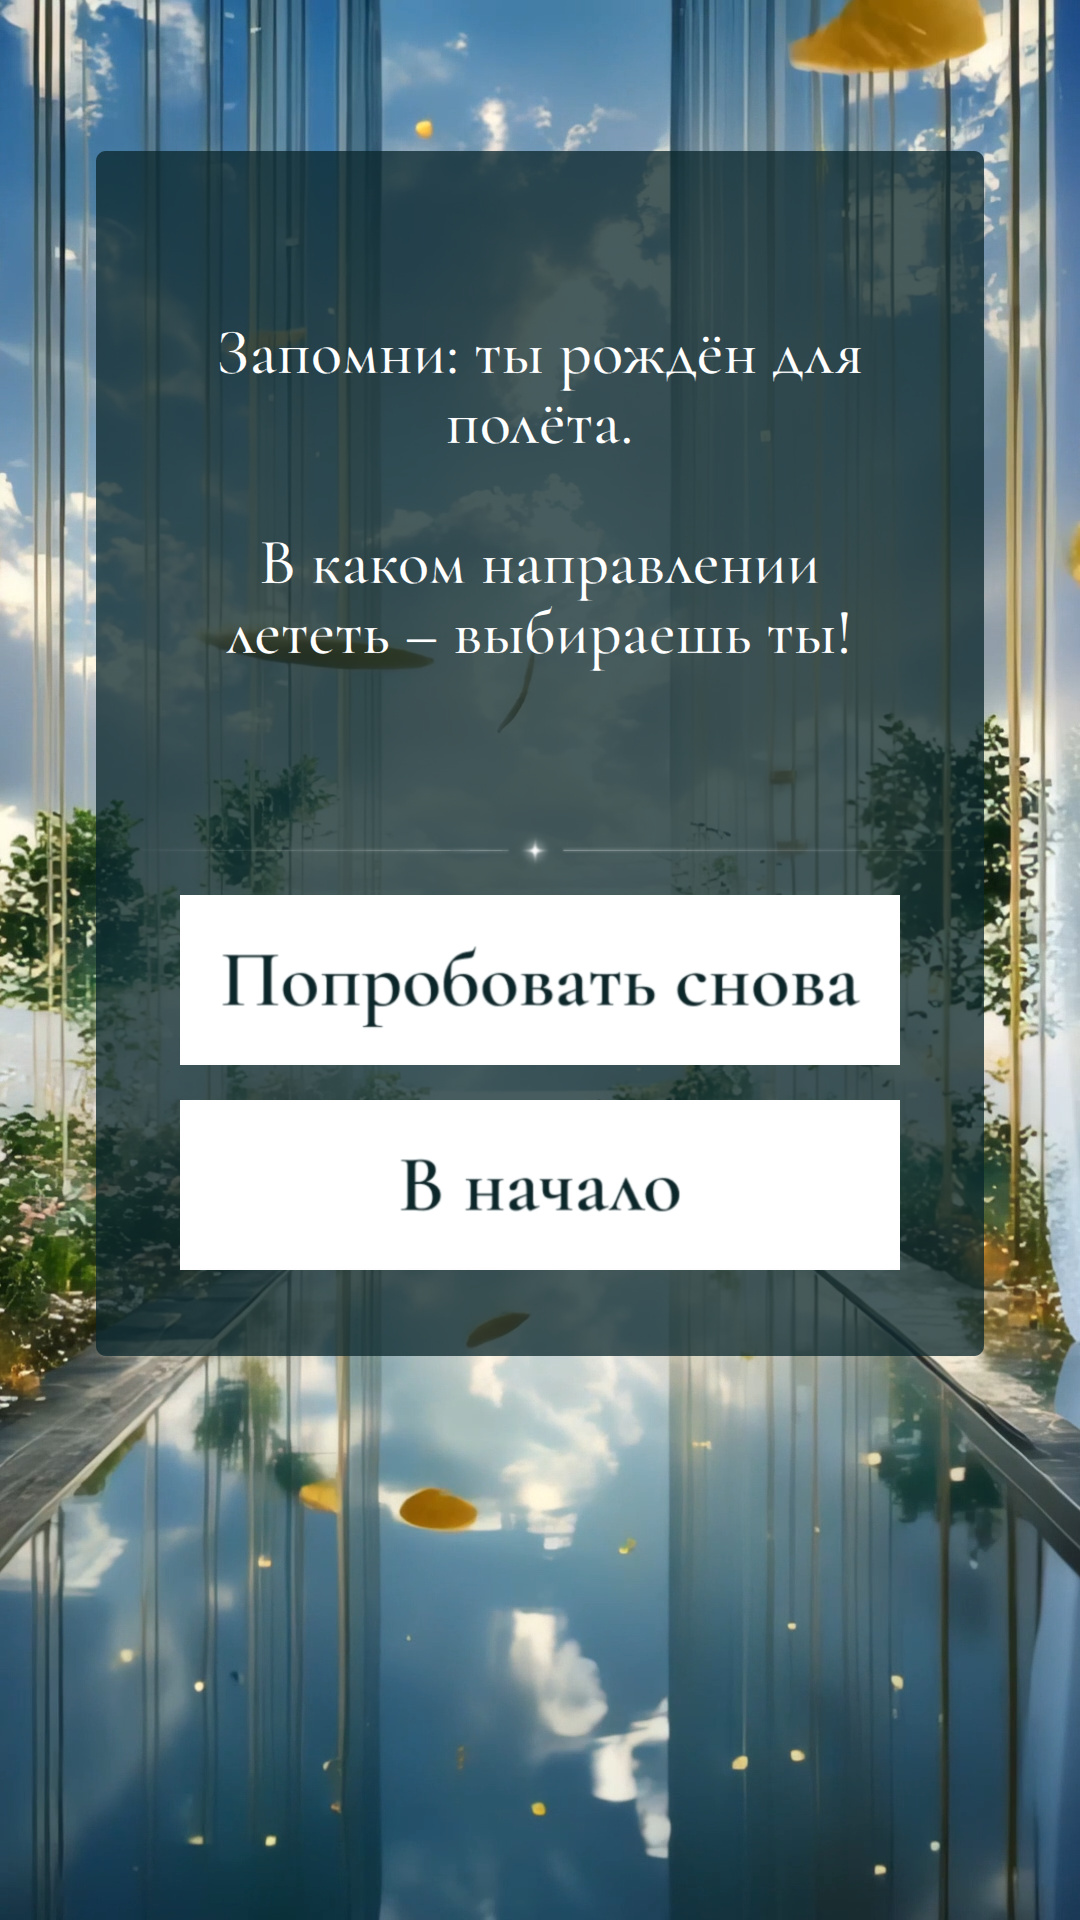 Запомни: ты рождён для
полёта.
В каком направлении
лететь – выбираешь ты!
Попробовать снова
В начало